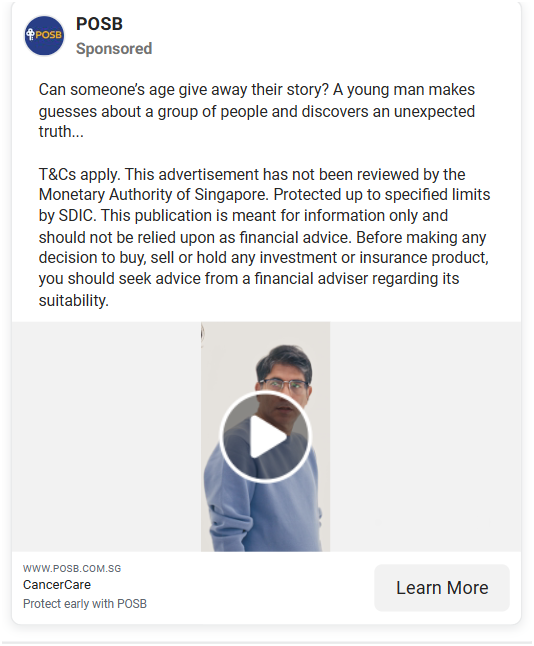 POSB
POSB
Sponsored
Can someone’s age give away their story? A young man makes
guesses about a group of people and discovers an unexpected
truth...
T&Cs apply. This advertisement has not been reviewed by the
Monetary Authority of Singapore. Protected up to specified limits
by SDIC. This publication is meant for information only and
should not be relied upon as financial advice. Before making any
decision to buy, sell or hold any investment or insurance product,
you should seek advice from a financial adviser regarding its
suitability.
WWW.POSB.COM.SG
CancerCare
Protect early with POSB
Learn More